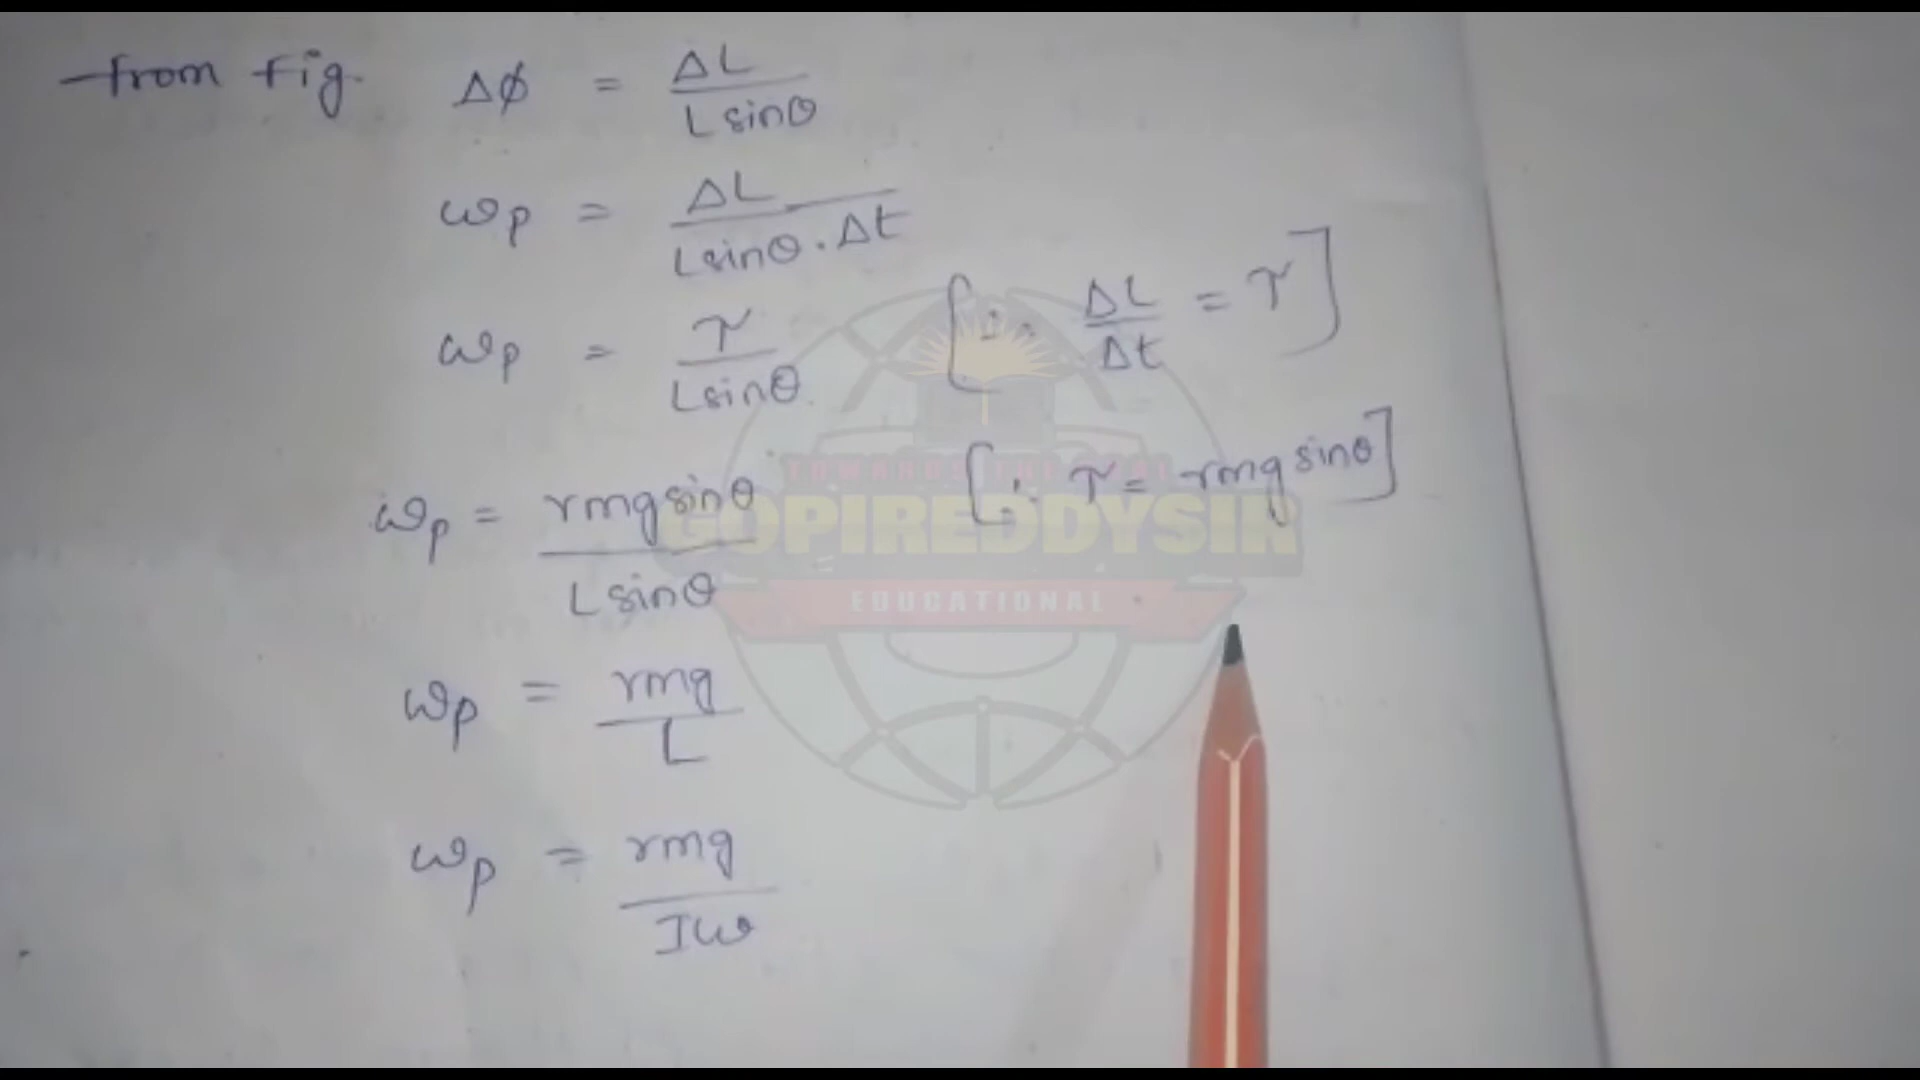 from fig. Δφ = ΔL / L sinθ
ωp = ΔL / L sinθ . Δt
ωp = τ / L sinθ [∵ ΔL / Δt = τ]
ωp = rmg sinθ / L sinθ [∵ τ = rmg sinθ]
ωp = rmg / L
ωp = rmg / Iω
GOPIREDDYSIR
EDUCATIONAL